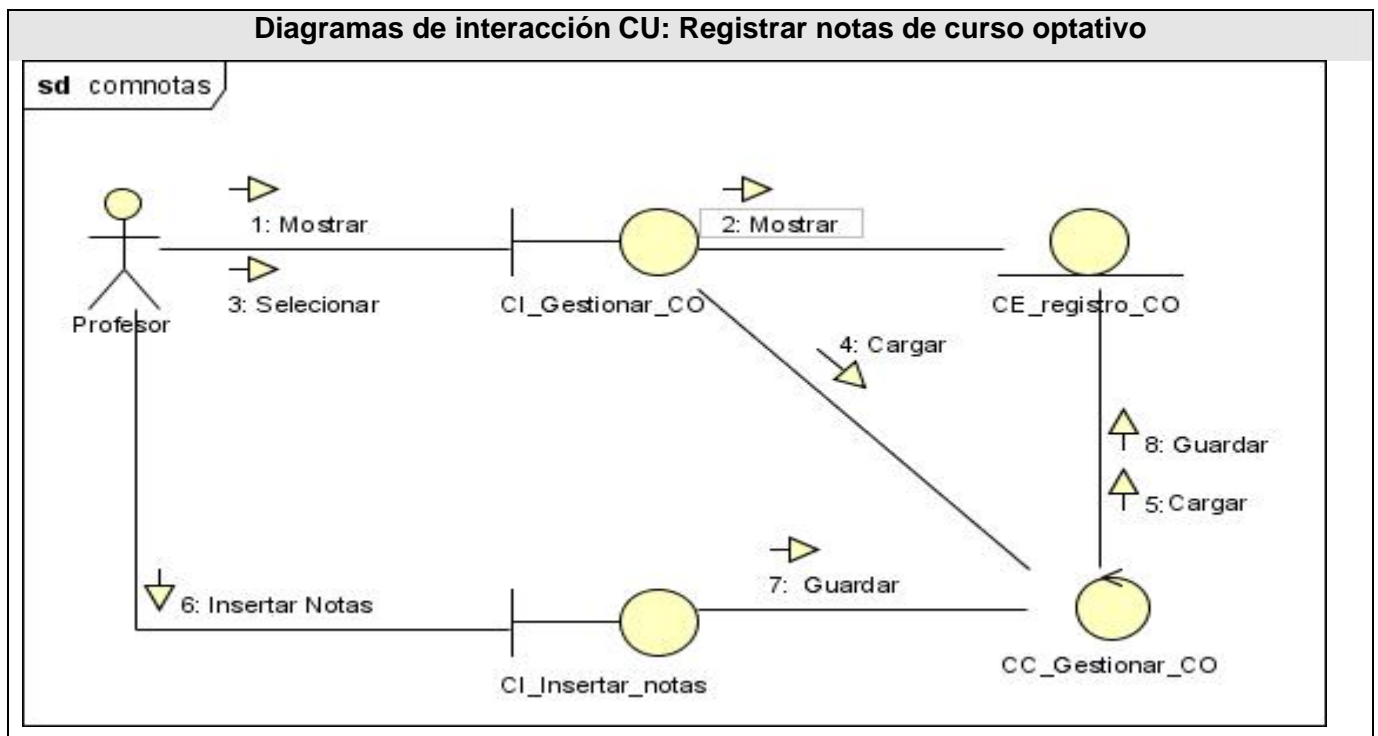 Diagramas de interacción CU: Registrar notas de curso optativo
sd comnotas
1: Mostrar
2: Mostrar
3: Selecionar
CI_Gestionar_CO
CE_registro_CO
Profesor
4: Cargar
8: Guardar
5: Cargar
7: Guardar
6: Insertar Notas
CC_Gestionar_CO
CI_Insertar_notas